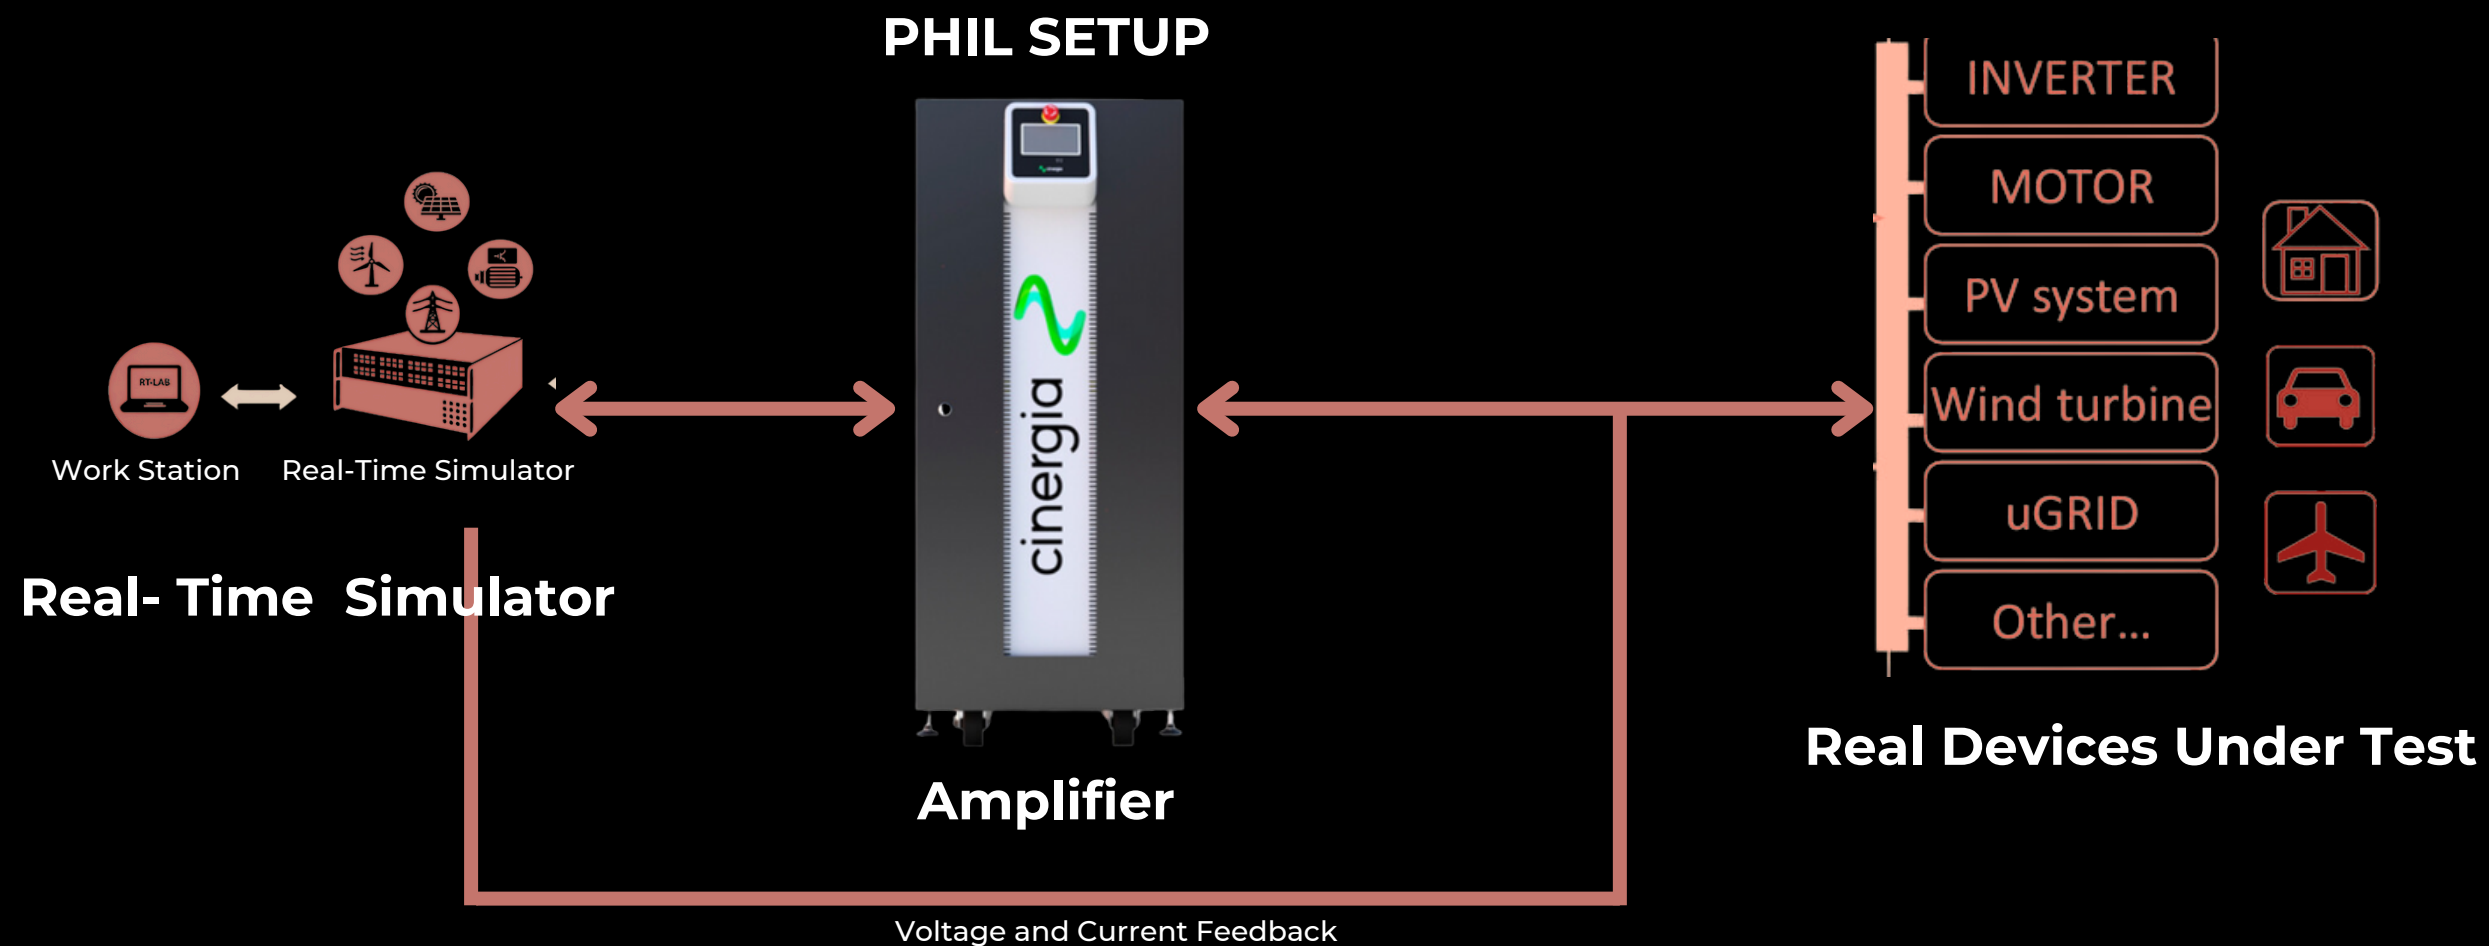 PHIL SETUP
RT-LAB
Work Station
Real-Time Simulator
Real- Time Simulator
cinergia
Amplifier
INVERTER
MOTOR
PV system
Wind turbine
uGRID
Other...
Real Devices Under Test
Voltage and Current Feedback